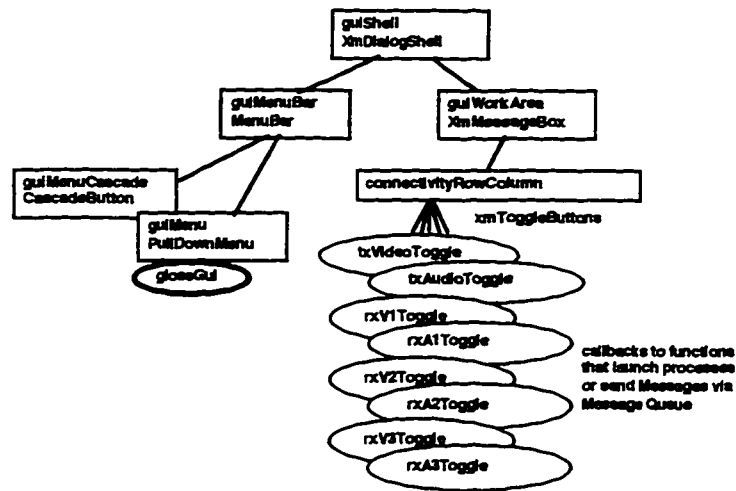 guiShell
XmDialogShell
guiMenuBar
MenuBar
guiWorkArea
XmMessageBox
guiMenuCascade
CascadeButton
connectivityRowColumn
guiMenu
PullDownMenu
xmToggleButtons
closeGui
txVideoToggle
txAudioToggle
rxV1Toggle
rxA1Toggle
rxV2Toggle
rxA2Toggle
rxV3Toggle
rxA3Toggle
callbacks to functions
that launch processes
or send Messages via
Message Queue